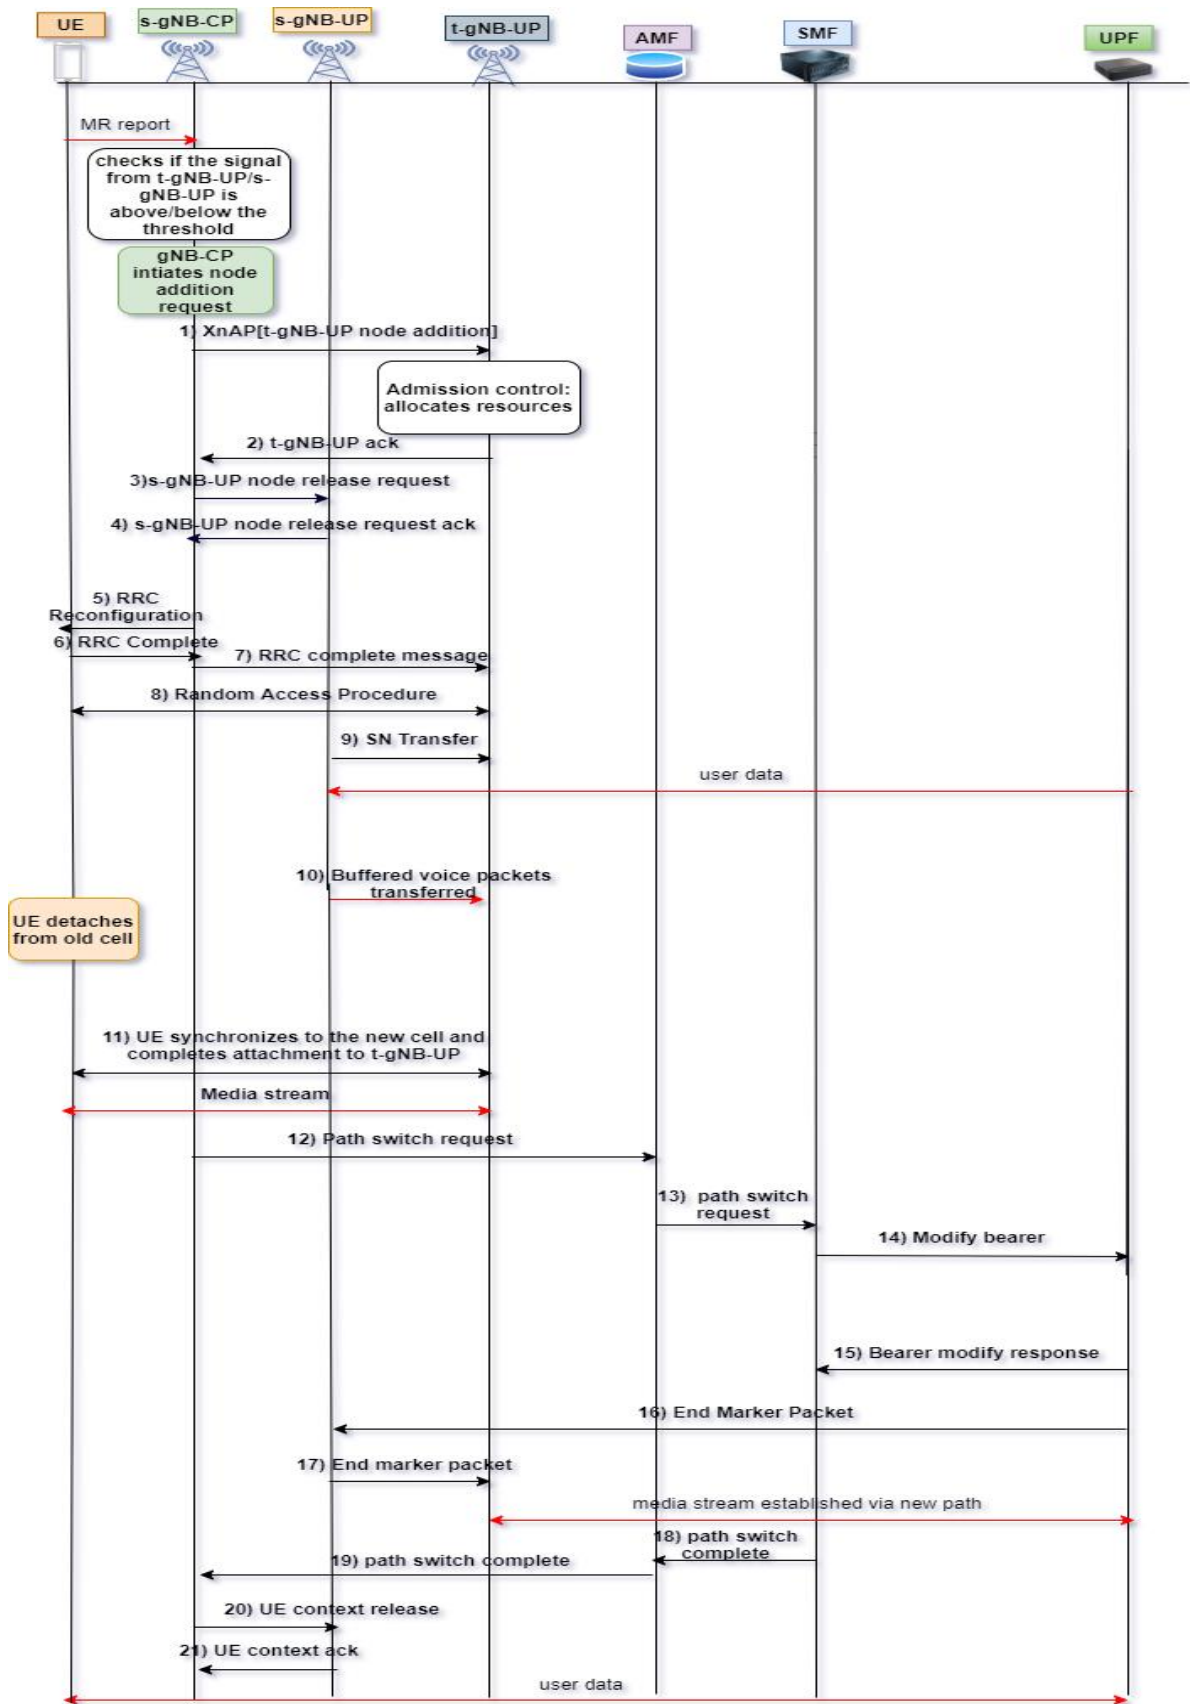 UE
s-gNB-CP
s-gNB-UP
t-gNB-UP
AMF
SMF
UPF
MR report
checks if the signal
from t-gNB-UP/s-
gNB-UP is
above/below the
threshold
gNB-CP
intiates node
addition
request
1) XnAP[t-gNB-UP node addition]
Admission control:
allocates resources
2) t-gNB-UP ack
3)s-gNB-UP node release request
4) s-gNB-UP node release request ack
5) RRC
Reconfiguration
6) RRC Complete
7) RRC complete message
8) Random Access Procedure
9) SN Transfer
user data
10) Buffered voice packets
transferred
UE detaches
from old cell
11) UE synchronizes to the new cell and
completes attachment to t-gNB-UP
Media stream
12) Path switch request
13) path switch
request
14) Modify bearer
15) Bearer modify response
16) End Marker Packet
17) End marker packet
media stream established via new path
18) path switch
complete
19) path switch complete
20) UE context release
21) UE context ack
user data